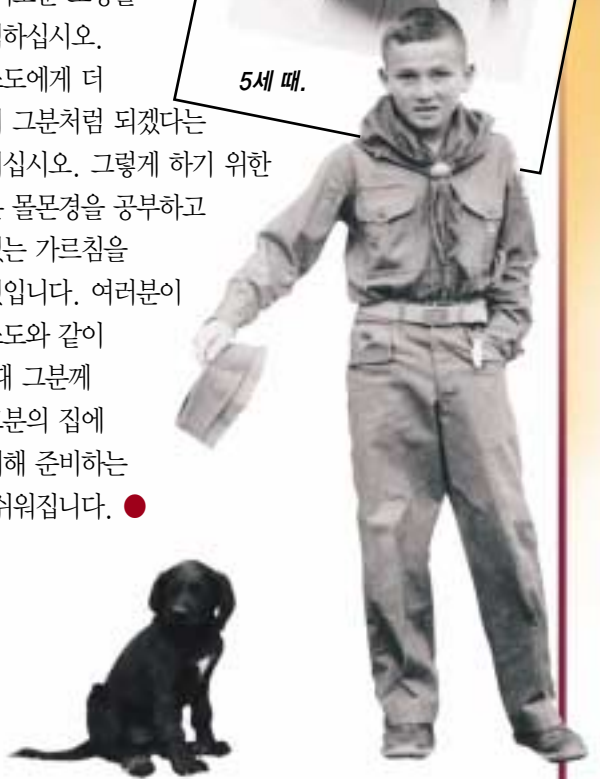 하십시오.
도에게 더
그분처럼 되겠다는
십시오. 그렇게 하기 위한
몰몬경을 공부하고
있는 가르침을
것입니다. 여러분이
도와 같이
때 그분께
분의 집에
해 준비하는
쉬워집니다.
5세 때.